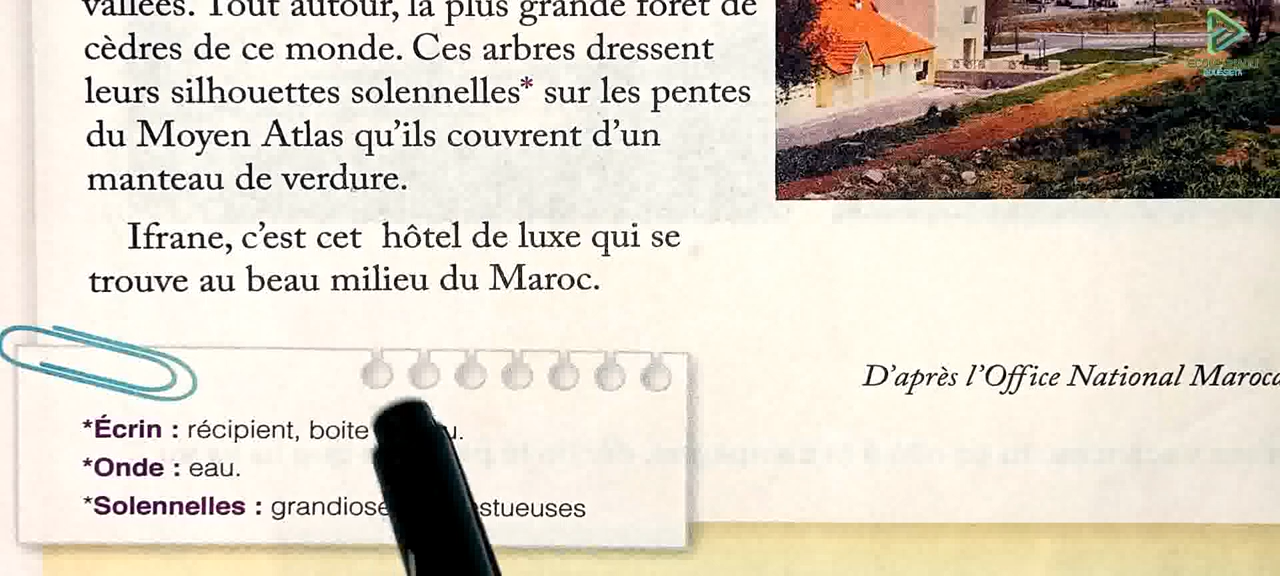 vallées. Tout autour, la plus grande forêt de
cèdres de ce monde. Ces arbres dressent
leurs silhouettes solennelles* sur les pentes
du Moyen Atlas qu'ils couvrent d'un
manteau de verdure.
Ifrane, c'est cet hôtel de luxe qui se
trouve au beau milieu du Maroc.
D'après l'Office National
*Écrin : récipient, boite
*Onde : eau.
*Solennelles :